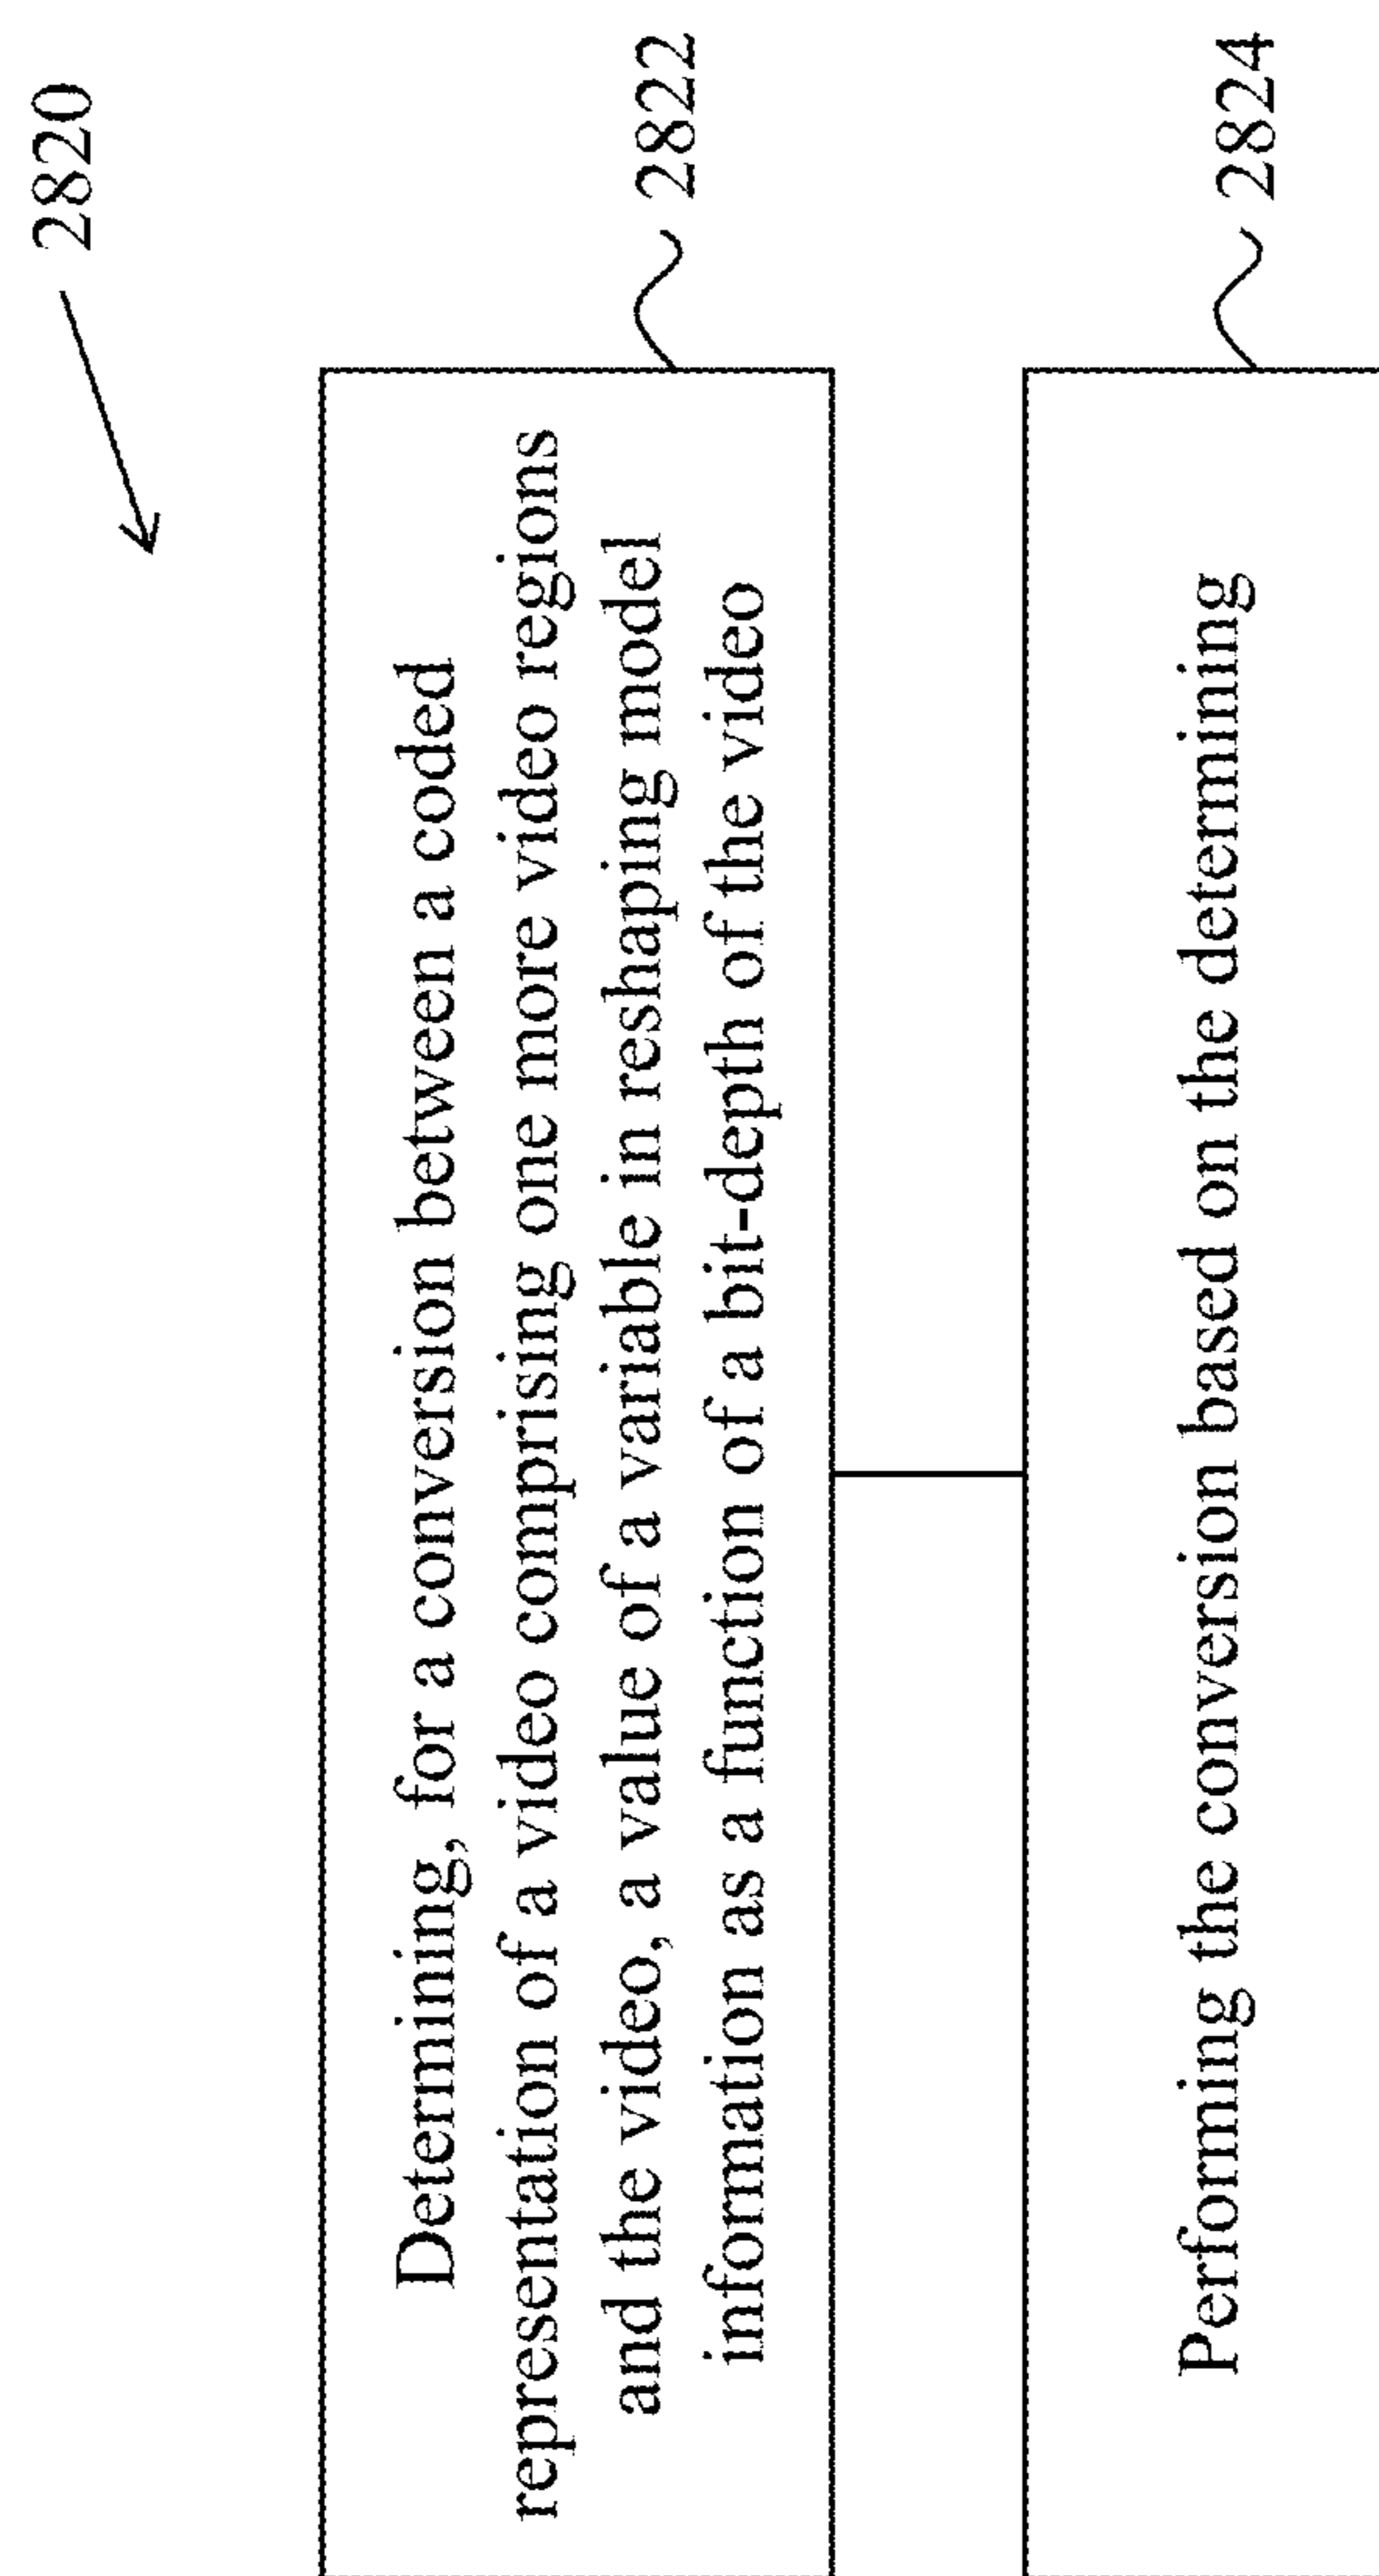 2820
Determining, for a conversion between a coded
representation of a video comprising one more video regions
and the video, a value of a variable in reshaping model
information as a function of a bit-depth of the video
2822
Performing the conversion based on the determining
2824